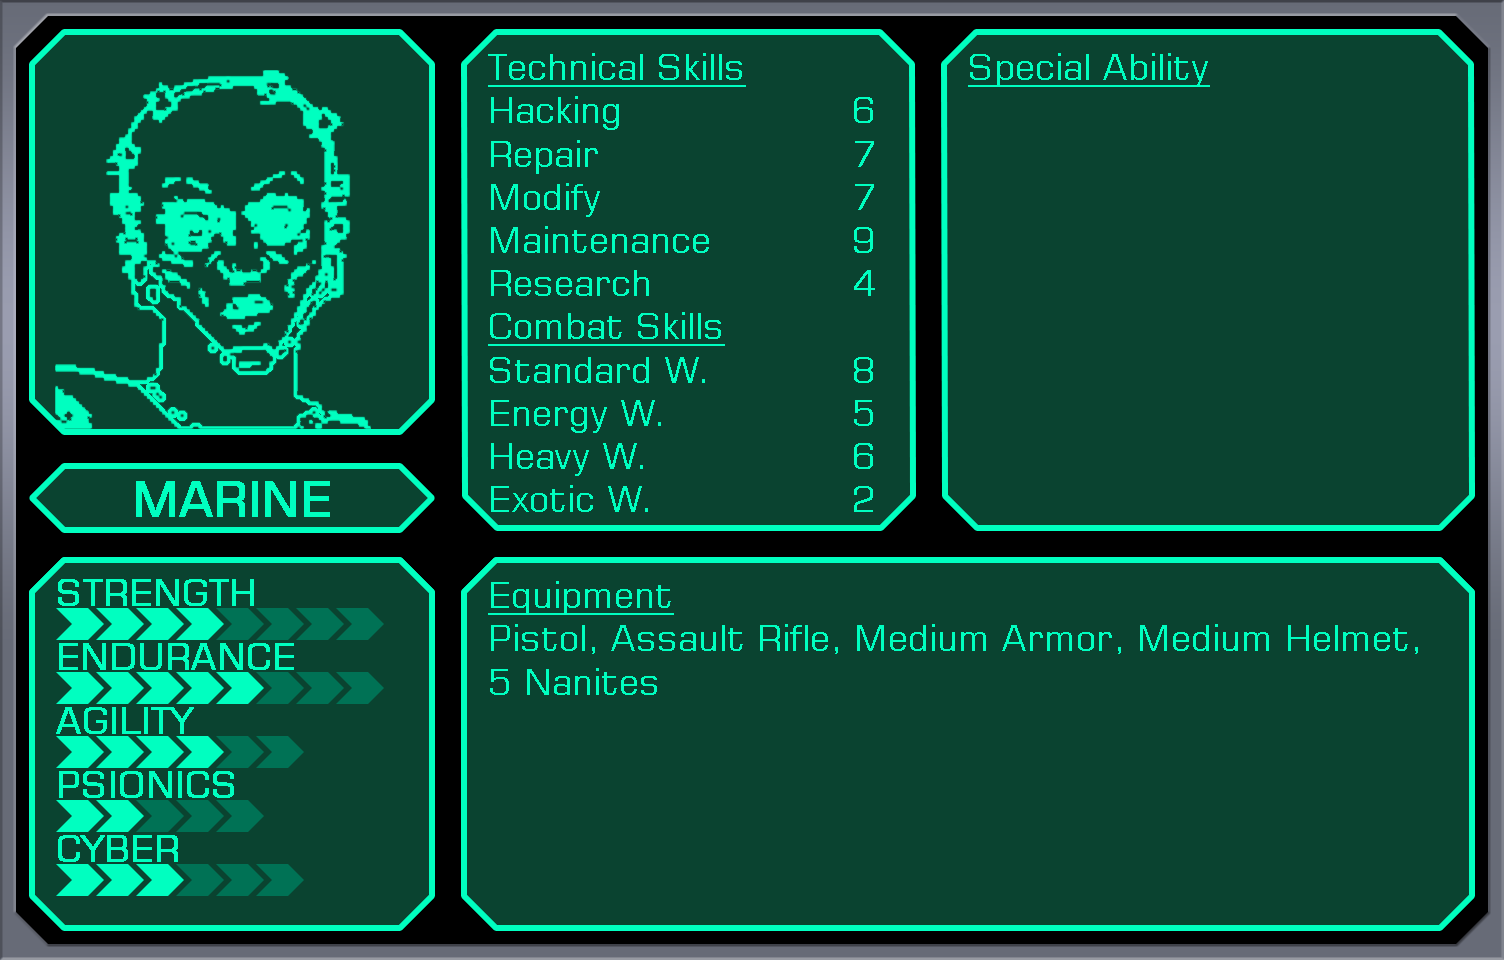 MARINE
STRENGTH
ENDURANCE
AGILITY
PSIONICS
CYBER
Technical Skills
Hacking 6
Repair 7
Modify 7
Maintenance 9
Research 4
Combat Skills
Standard W. 8
Energy W. 5
Heavy W. 6
Exotic W. 2
Special Ability
Equipment
Pistol, Assault Rifle, Medium Armor, Medium Helmet,
5 Nanites